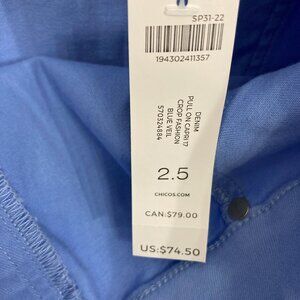 SP31-22
194302411357
DENIM
PULL ON CAPRI 17
CROP FASHION
BLUE VEIL
570324884
2.5
CHICOS.COM
CAN:$79.00
US:$74.50